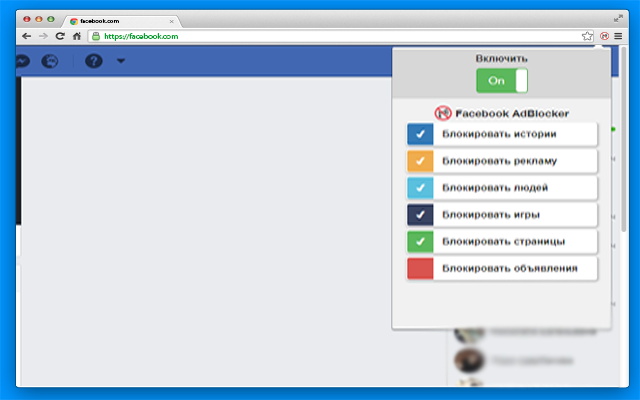 facebook.com
https://facebook.com
Включить
On
Facebook AdBlocker
Блокировать истории
Блокировать рекламу
Блокировать людей
Блокировать игры
Блокировать страницы
Блокировать объявления